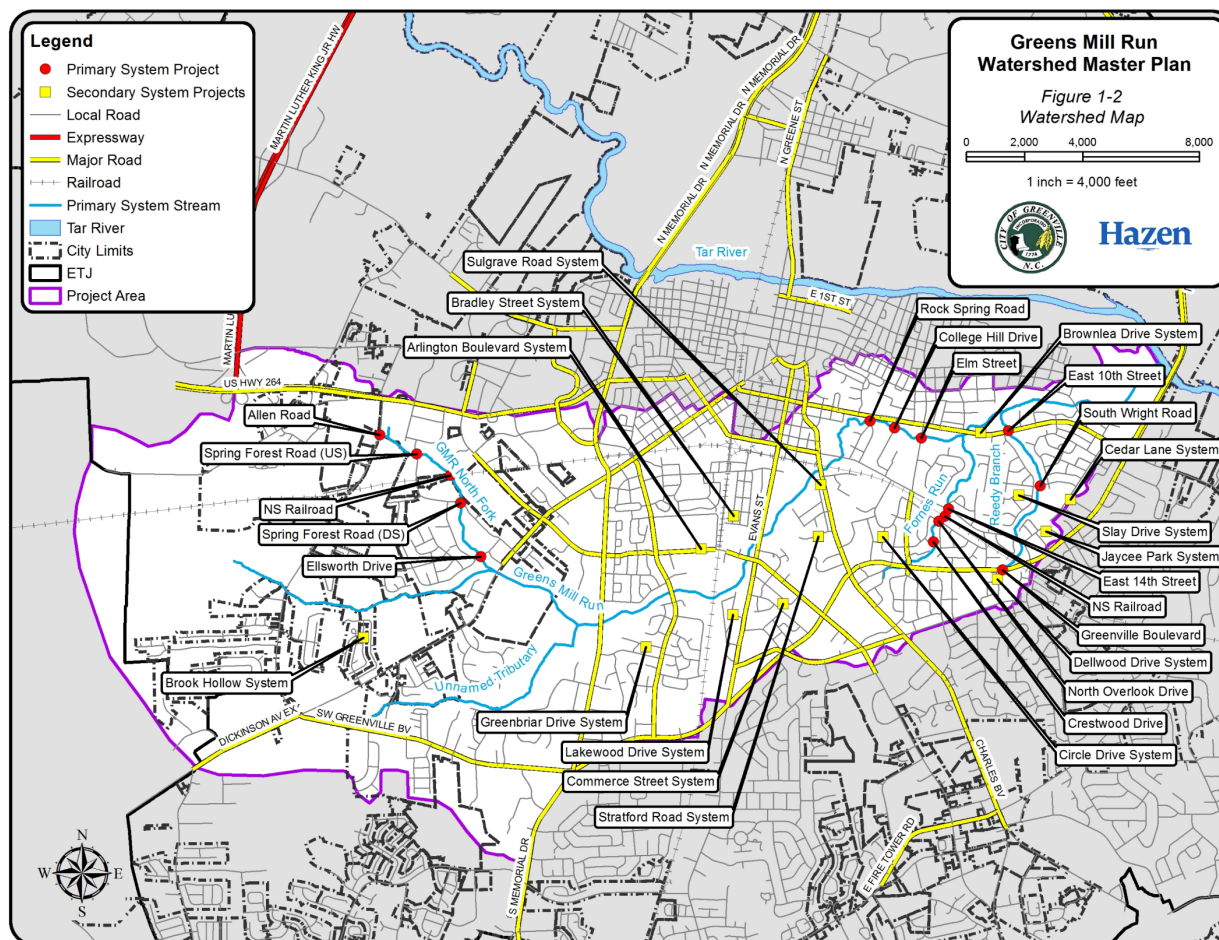 Legend
Primary System Project
Secondary System Projects
Local Road
Expressway
Major Road
Railroad
Primary System Stream
Tar River
City Limits
ETJ
Project Area
Greens Mill Run
Watershed Master Plan
Figure 1-2
Watershed Map
0 2,000 4,000 8,000
1 inch = 4,000 feet
CITY OF GREENVILLE
INCORPORATED
1774
N.C.
Hazen
MARTIN LUTHER KING JR HW
MARTIN LU
N MEMORIAL DR
N MEMORIAL DR
N MEMORIAL DR
N GREENE ST
Tar River
E 1ST ST
Sulgrave Road System
Bradley Street System
Arlington Boulevard System
Rock Spring Road
College Hill Drive
Elm Street
Brownlea Drive System
East 10th Street
South Wright Road
Cedar Lane System
US HWY 264
Allen Road
Spring Forest Road (US)
GMR North Fork
NS Railroad
Spring Forest Road (DS)
Ellsworth Drive
Greens Mill Run
EVANS ST
Fornes Run
Reedy Branch
Slay Drive System
Jaycee Park System
East 14th Street
NS Railroad
Greenville Boulevard
Dellwood Drive System
North Overlook Drive
Crestwood Drive
Circle Drive System
Brook Hollow System
Unnamed Tributary
DICKINSON AV EX
SW GREENVILLE BV
Greenbriar Drive System
Lakewood Drive System
Commerce Street System
Stratford Road System
CHARLES BV
E FIRE TOWER RD
S MEMORIAL DR
N
W E
S